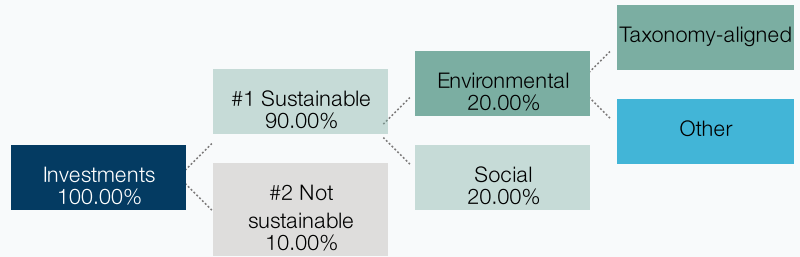 Investments
100.00%
#1 Sustainable
90.00%
#2 Not
sustainable
10.00%
Environmental
20.00%
Social
20.00%
Taxonomy-aligned
Other